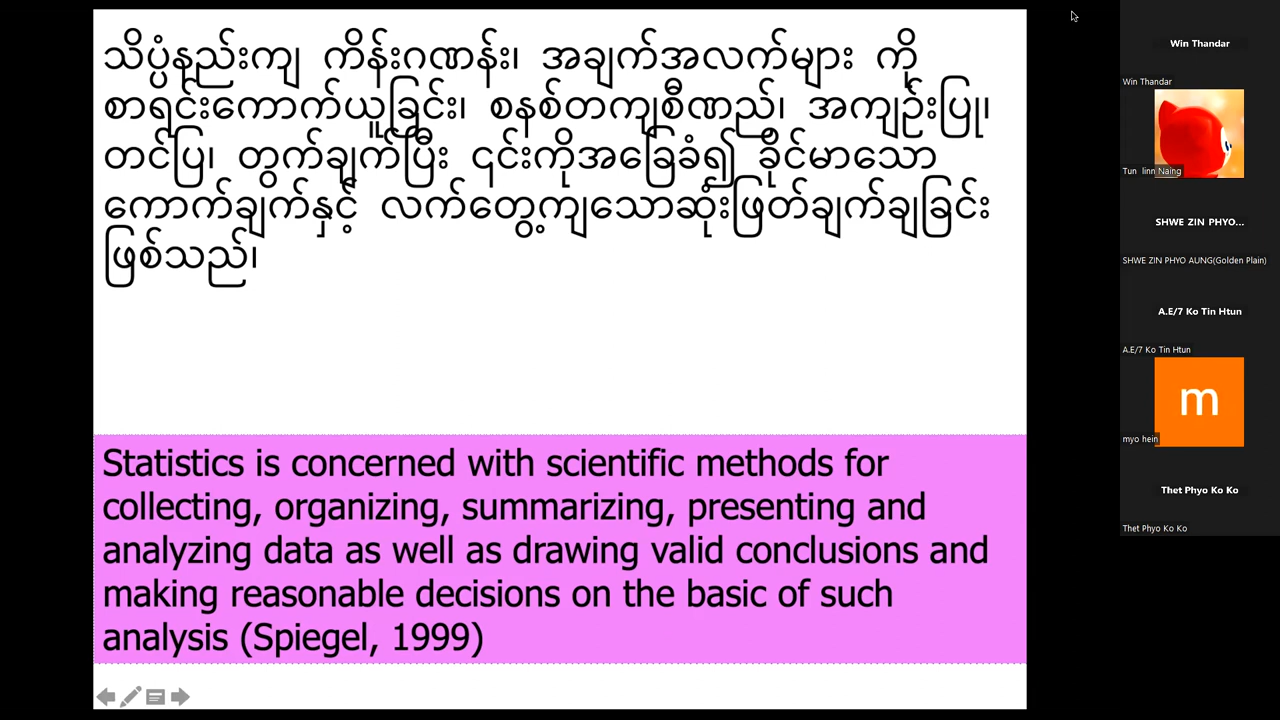 သိပ္ပံနည်းကျ ကိန်းဂဏန်း၊ အချက်အလက်များ ကို
စာရင်းကောက်ယူခြင်း၊ စနစ်တကျစီဏည်၊ အကျဉ်းပြု၊
တင်ပြ၊ တွက်ချက်ပြီး ၎င်းကိုအခြေခံ၍ ခိုင်မာသော
ကောက်ချက်နှင့် လက်တွေ့ကျသောဆုံးဖြတ်ချက်ချခြင်း
ဖြစ်သည်၊
Statistics is concerned with scientific methods for
collecting, organizing, summarizing, presenting and
analyzing data as well as drawing valid conclusions and
making reasonable decisions on the basic of such
analysis (Spiegel, 1999)
Win Thandar
Win Thandar
Tun linn Naing
SHWE ZIN PHYO...
SHWE ZIN PHYO AUNG(Golden Plain)
A.E/7 Ko Tin Htun
A.E/7 Ko Tin Htun
m
myo hein
Thet Phyo Ko Ko
Thet Phyo Ko Ko